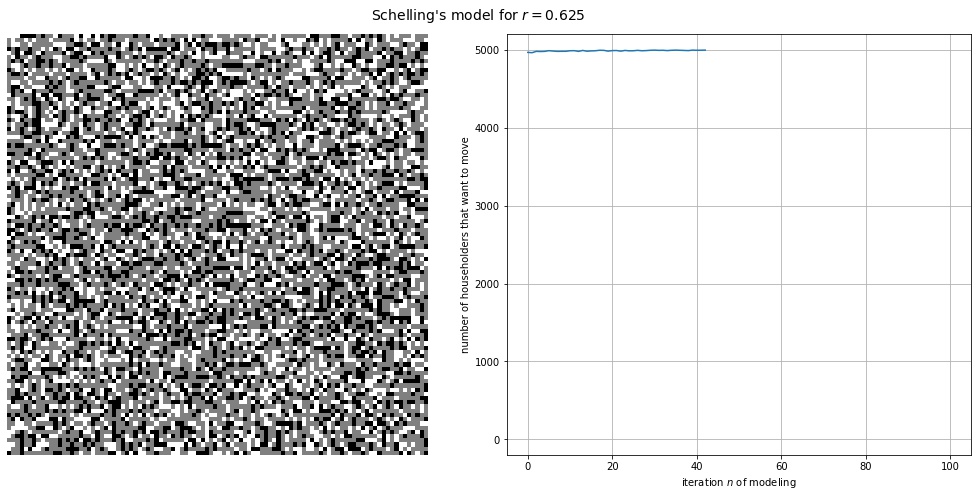 Schelling's model for r = 0.625
number of householders that want to move
5000
4000
3000
2000
1000
0
0 20 40 60 80 100
iteration n of modeling